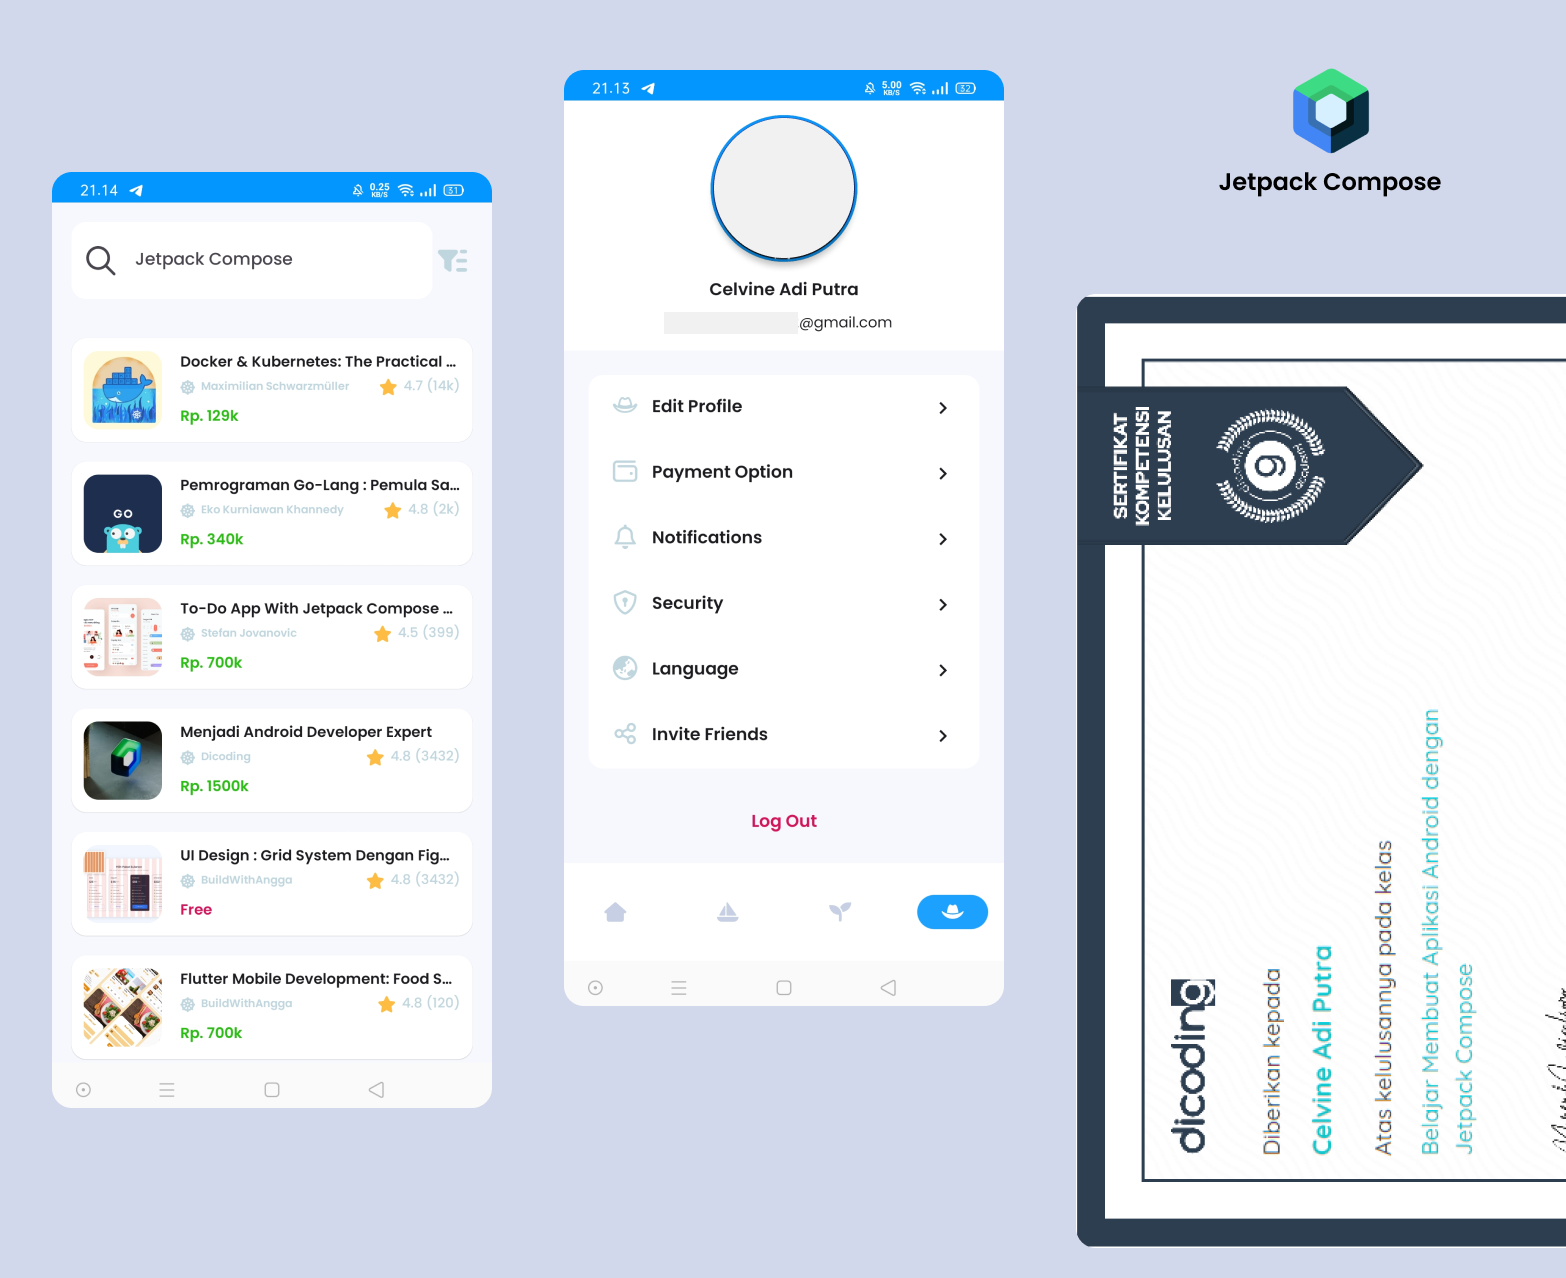 21.14
0.25
KB/S
31
Jetpack Compose
Docker & Kubernetes: The Practical ...
Maximilian Schwarzmüller
4.7 (14k)
Rp. 129k
GO
Pemrograman Go-Lang : Pemula Sa...
Eko Kurniawan Khannedy
4.8 (2k)
Rp. 340k
To-Do App With Jetpack Compose ...
Stefan Jovanovic
4.5 (399)
Rp. 700k
Menjadi Android Developer Expert
Dicoding
4.8 (3432)
Rp. 1500k
UI Design : Grid System Dengan Fig...
BuildWithAngga
4.8 (3432)
Free
Flutter Mobile Development: Food S...
BuildWithAngga
4.8 (120)
Rp. 700k
21.13
5.00
KB/S
32
Celvine Adi Putra
@gmail.com
Edit Profile
Payment Option
Notifications
Security
Language
Invite Friends
Log Out
Jetpack Compose
SERTIFIKAT
KOMPETENSI
KELULUSAN
dicoding
Diberikan kepada
Celvine Adi Putra
Atas kelulusannya pada kelas
Belajar Membuat Aplikasi Android dengan
Jetpack Compose